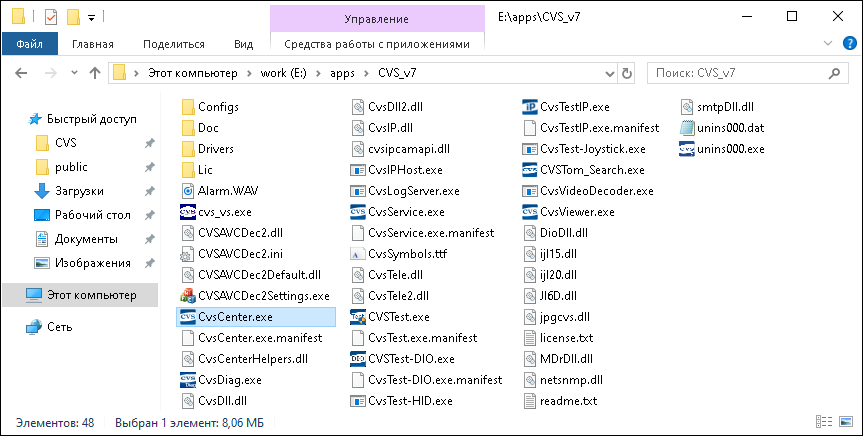 Управление
E:\apps\CVS_v7
Файл
Главная
Поделиться
Вид
Средства работы с приложениями
Этот компьютер
work (E:)
apps
CVS_v7
Поиск: CVS_v7
Быстрый доступ
CVS
public
Загрузки
Рабочий стол
Документы
Изображения
Этот компьютер
Сеть
Configs
Doc
Drivers
Lic
Alarm.WAV
cvs_vs.exe
CVSAVCDec2.dll
CVSAVCDec2.ini
CVSAVCDec2Default.dll
CVSAVCDec2Settings.exe
CvsCenter.exe
CvsCenter.exe.manifest
CvsCenterHelpers.dll
CvsDiag.exe
CvsDll.dll
CvsDll2.dll
CvsIP.dll
cvsipcamapi.dll
CvsIPHost.exe
CvsLogServer.exe
CvsService.exe
CvsService.exe.manifest
CvsSymbols.ttf
CvsTele.dll
CvsTele2.dll
CVSTest.exe
CvsTest.exe.manifest
CVSTest-DIO.exe
CvsTest-DIO.exe.manifest
CvsTest-HID.exe
CvsTestIP.exe
CvsTestIP.exe.manifest
CvsTest-Joystick.exe
CVSTom_Search.exe
CvsVideoDecoder.exe
CvsViewer.exe
DioDll.dll
ijl15.dll
ijl20.dll
JI6D.dll
jpgcvs.dll
license.txt
MDrDll.dll
netsnmp.dll
readme.txt
smtpDll.dll
unins000.dat
unins000.exe
Элементов: 48
Выбран 1 элемент: 8,06 МБ